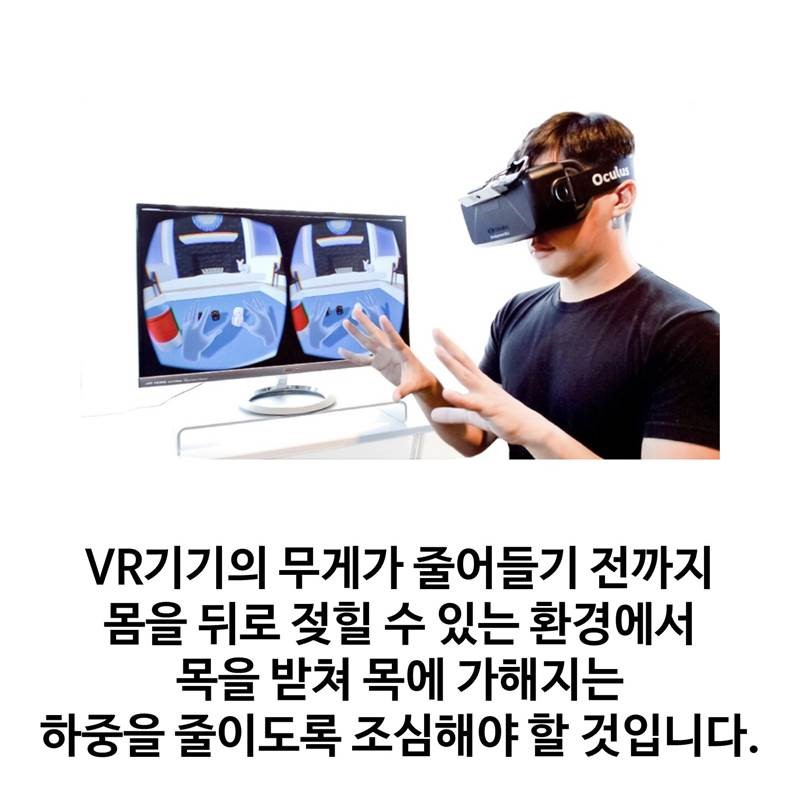 Oculus
VR기기의 무게가 줄어들기 전까지
몸을 뒤로 젖힐 수 있는 환경에서
목을 받쳐 목에 가해지는
하중을 줄이도록 조심해야 할 것입니다.